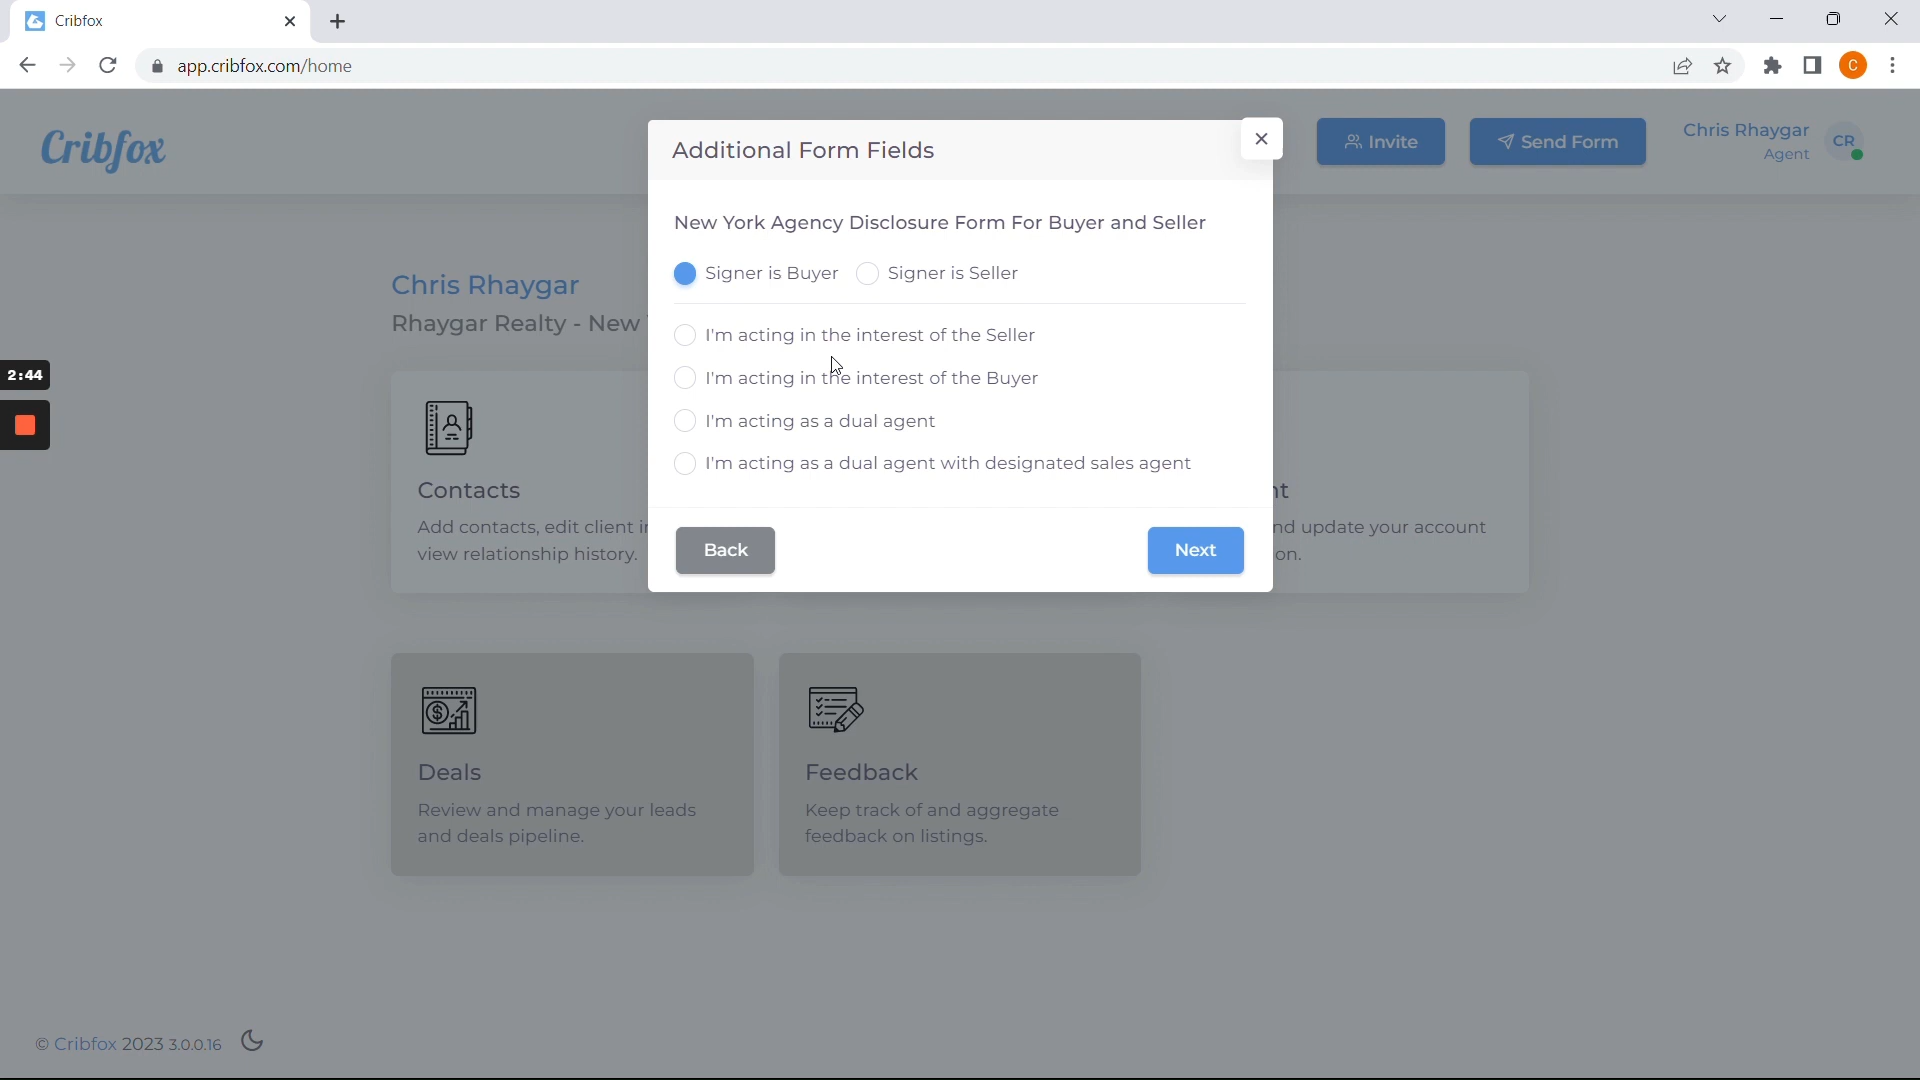 Cribfox
app.cribfox.com/home
Cribfox
Additional Form Fields
Invite
Send Form
Chris Rhaygar
Agent
CR
C
New York Agency Disclosure Form For Buyer and Seller
Signer is Buyer
Signer is Seller
I'm acting in the interest of the Seller
I'm acting in the interest of the Buyer
I'm acting as a dual agent
I'm acting as a dual agent with designated sales agent
Back
Next
Chris Rhaygar
Rhaygar Realty - New
2:44
Contacts
Add contacts, edit client
view relationship history.
update your account
Deals
Review and manage your leads
and deals pipeline.
Feedback
Keep track of and aggregate
feedback on listings.
© Cribfox 2023 3.0.0.16